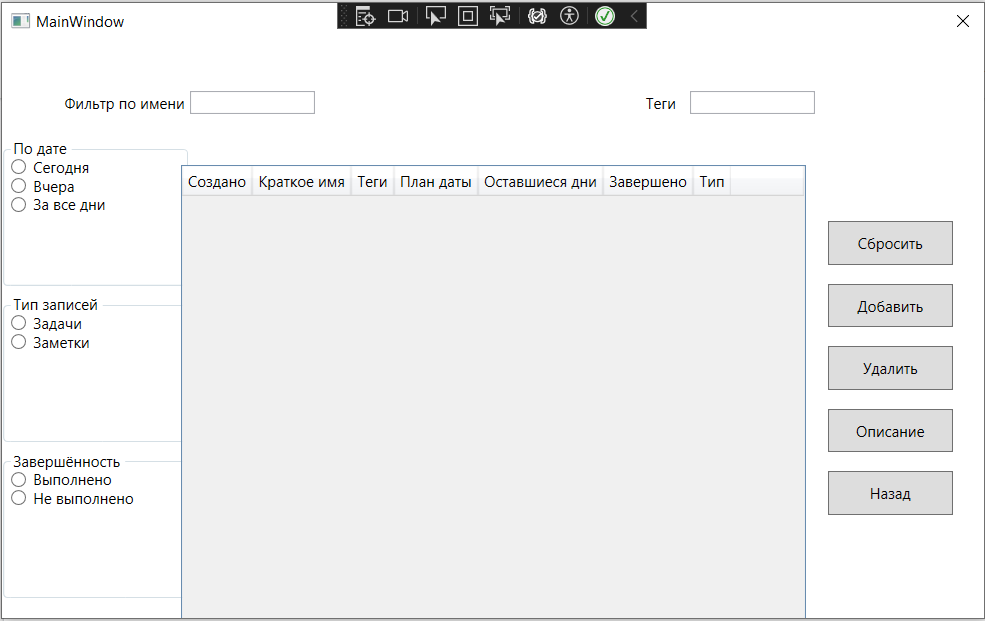 MainWindow
Фильтр по имени
Теги
По дате
Сегодня
Вчера
За все дни
Создано Краткое имя Теги План даты Оставшиеся дни Завершено Тип
Тип записей
Задачи
Заметки
Завершённость
Выполнено
Не выполнено
Сбросить
Добавить
Удалить
Описание
Назад